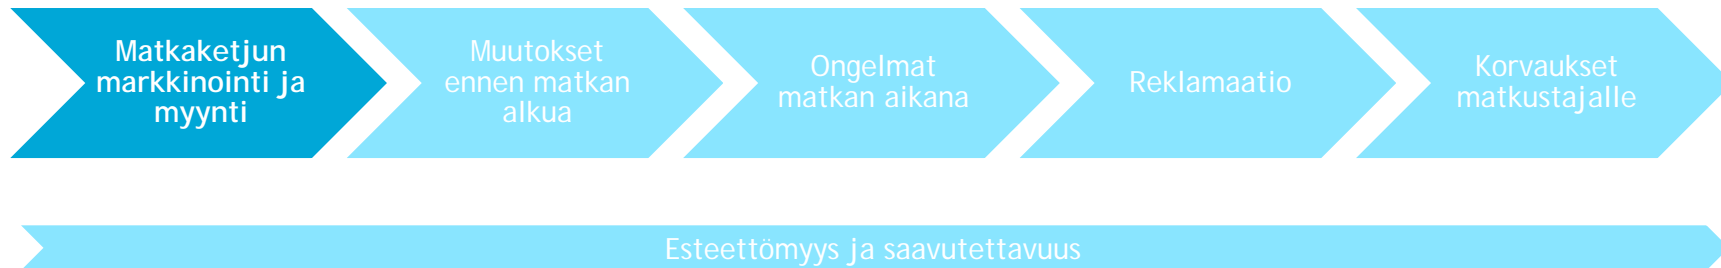 Matkaketjun
markkinointi ja
myynti
Muutokset
ennen matkan
alkua
Ongelmat
matkan aikana
Reklamaatio
Korvaukset
matkustajalle
Esteettömyys ja saavutettavuus